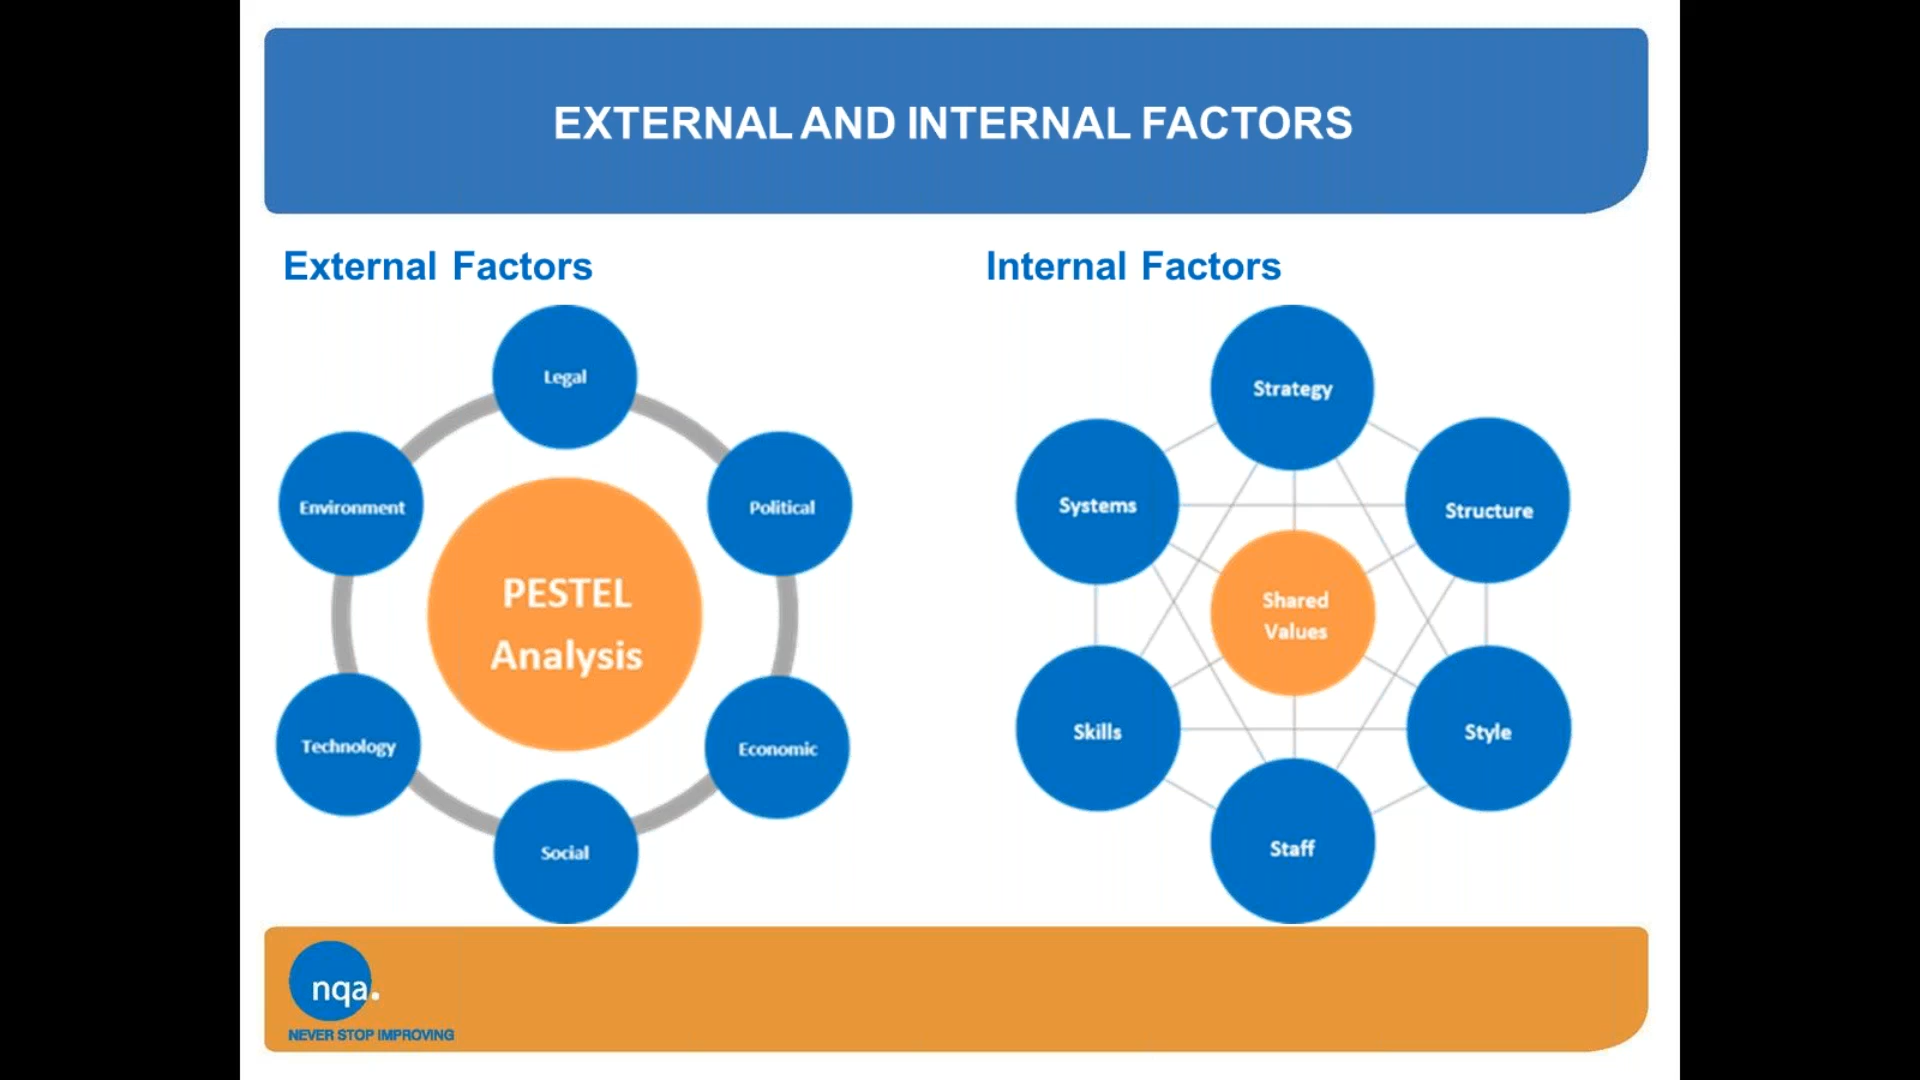 EXTERNAL AND INTERNAL FACTORS
External Factors
Legal
Environment
Political
PESTEL
Analysis
Technology
Economic
Social
Internal Factors
Strategy
Systems
Structure
Shared
Values
Skills
Style
Staff
nqa.
NEVER STOP IMPROVING